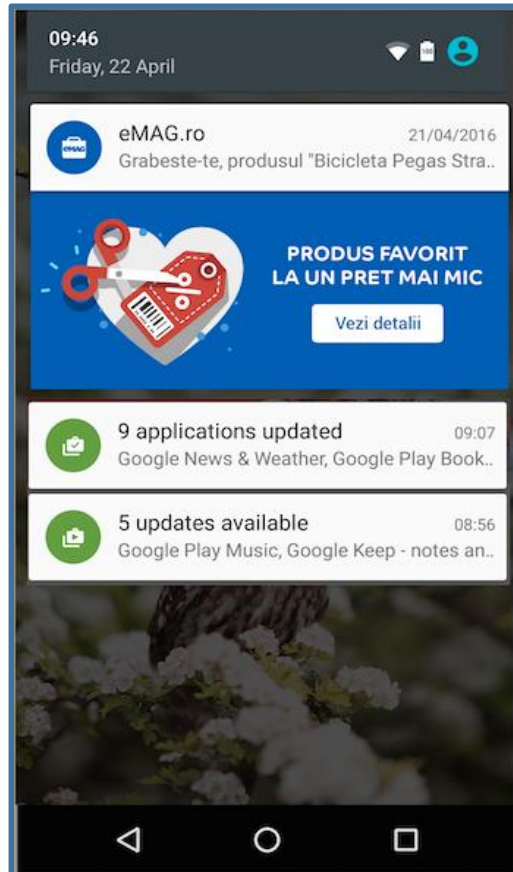 09:46
Friday, 22 April
100
eMAG.ro 21/04/2016
eMAG
Grabeste-te, produsul "Bicicleta Pegas Stra..
PRODUS FAVORIT
LA UN PRET MAI MIC
%
Vezi detalii
9 applications updated 09:07
Google News & Weather, Google Play Book..
5 updates available 08:56
Google Play Music, Google Keep - notes an..